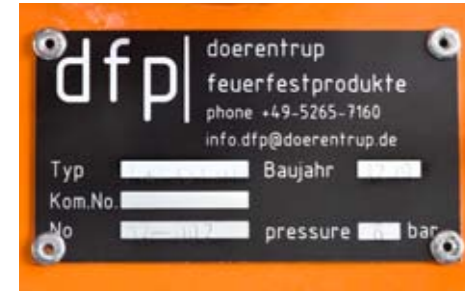 dfp
doerentrup
feuerfestprodukte
phone +49-5265-7160
info.dfp@doerentrup.de
Typ Baujahr
Kom.No.
No pressure bar